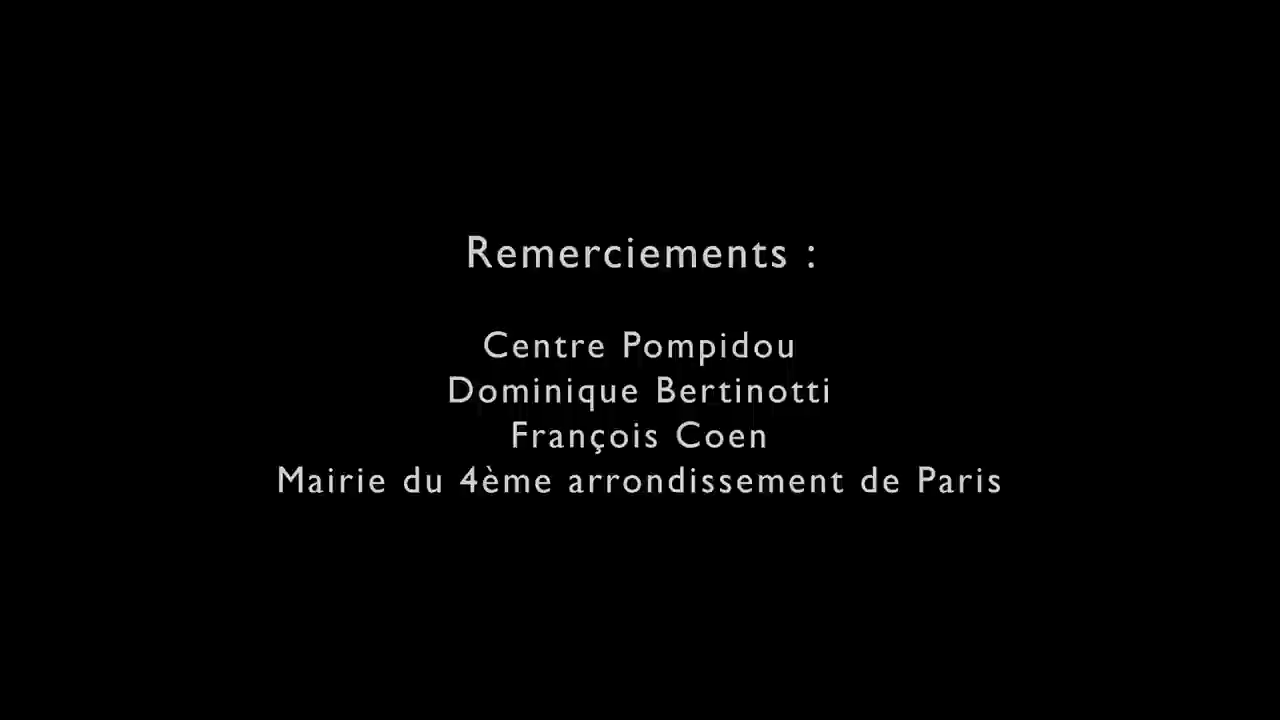 Remerciements :
Centre Pompidou
Dominique Bertinotti
François Coen
Mairie du 4ème arrondissement de Paris